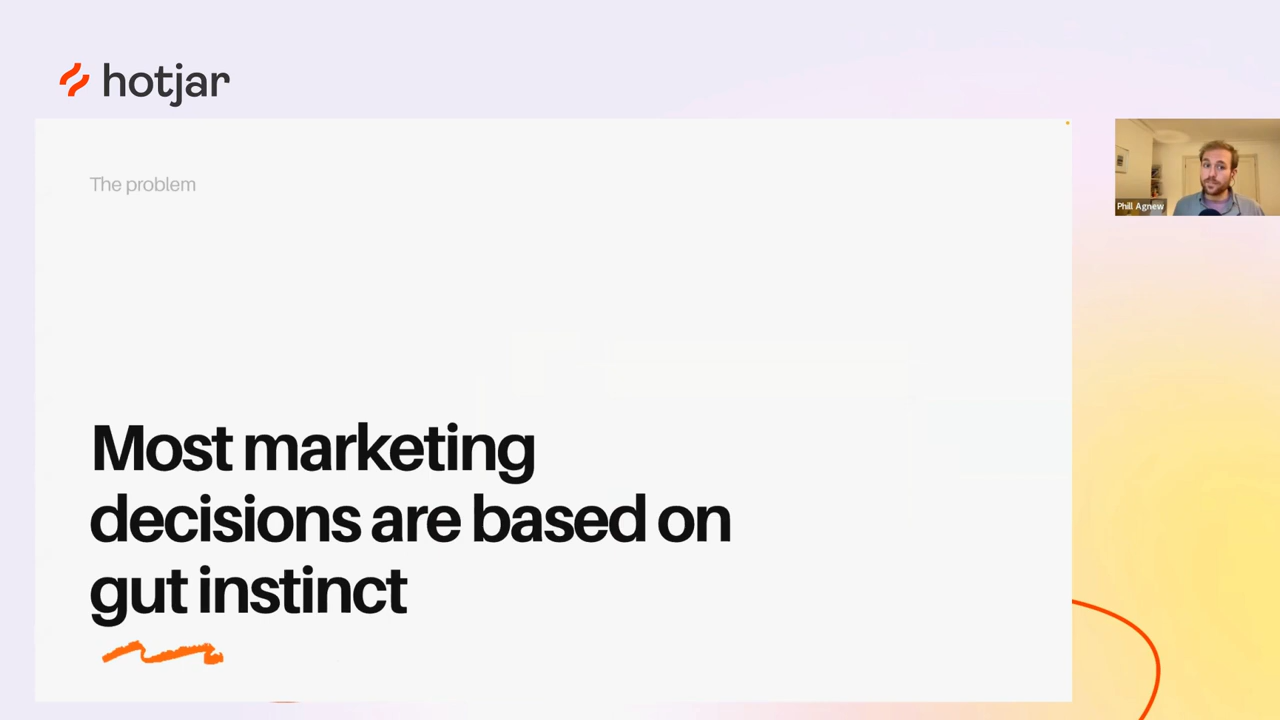 hotjar
The problem
Phill Agnew
Most marketing
decisions are based on
gut instinct